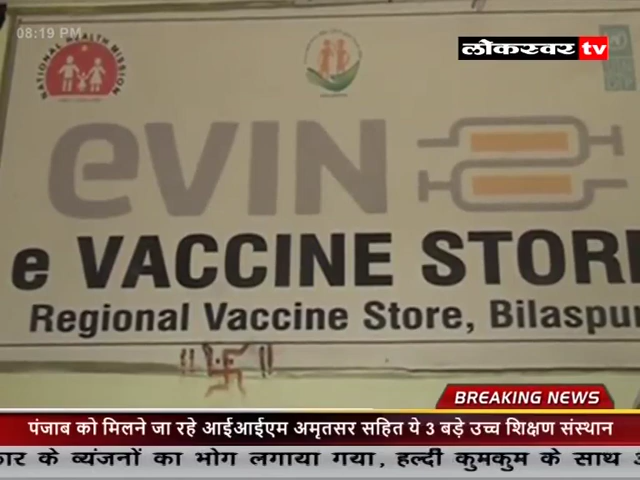 08:19 PM
लोकस्वर tv
NATIONAL HEALTH MISSION
eVIN
e VACCINE STORE
Regional Vaccine Store, Bilaspur
BREAKING NEWS
पंजाब को मिलने जा रहे आईआईएम अमृतसर सहित ये 3 बड़े उच्च शिक्षण संस्थान
के व्यंजनों का भोग लगाया गया, हल्दी कुमकुम के साथ